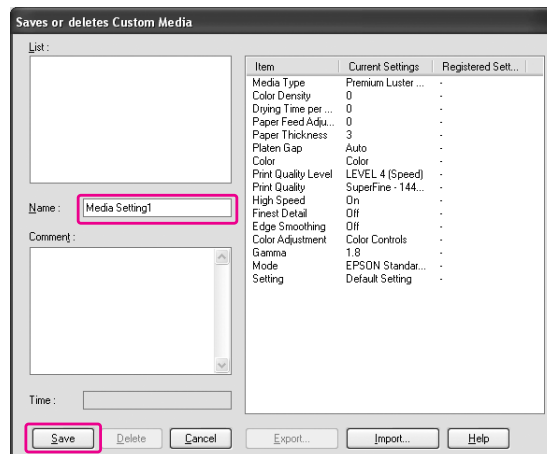 Saves or deletes Custom Media
List :
Name : Media Setting1
Comment :
Time :
Item Current Settings Registered Sett...
Media Type Premium Luster ... -
Color Density 0 -
Drying Time per ... 0 -
Paper Feed Adju... 0 -
Paper Thickness 3 -
Platen Gap Auto -
Color Color -
Print Quality Level LEVEL 4 (Speed) -
Print Quality SuperFine - 144... -
High Speed On -
Finest Detail Off -
Edge Smoothing Off -
Color Adjustment Color Controls -
Gamma 1.8 -
Mode EPSON Standar... -
Setting Default Setting -
Save Delete Cancel Export... Import... Help